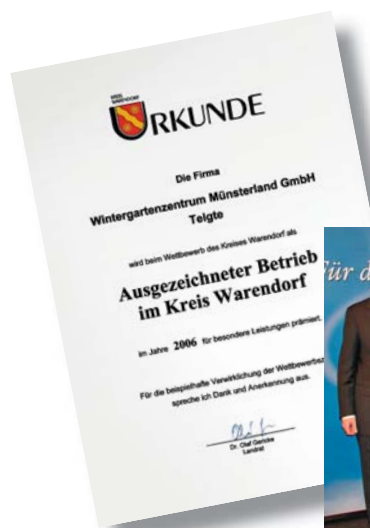 KREIS
WARENDORF
URKUNDE
Die Firma
Wintergartenzentrum Münsterland GmbH
Telgte
wird beim Wettbewerb des Kreises Warendorf als
Ausgezeichneter Betrieb
im Kreis Warendorf
im Jahre 2006 für besondere Leistungen prämiert.
Für die beispielhafte Verwirklichung der
spreche ich Dank und Anerkennung aus.
Dr. Olaf Gericke
Landrat
Für